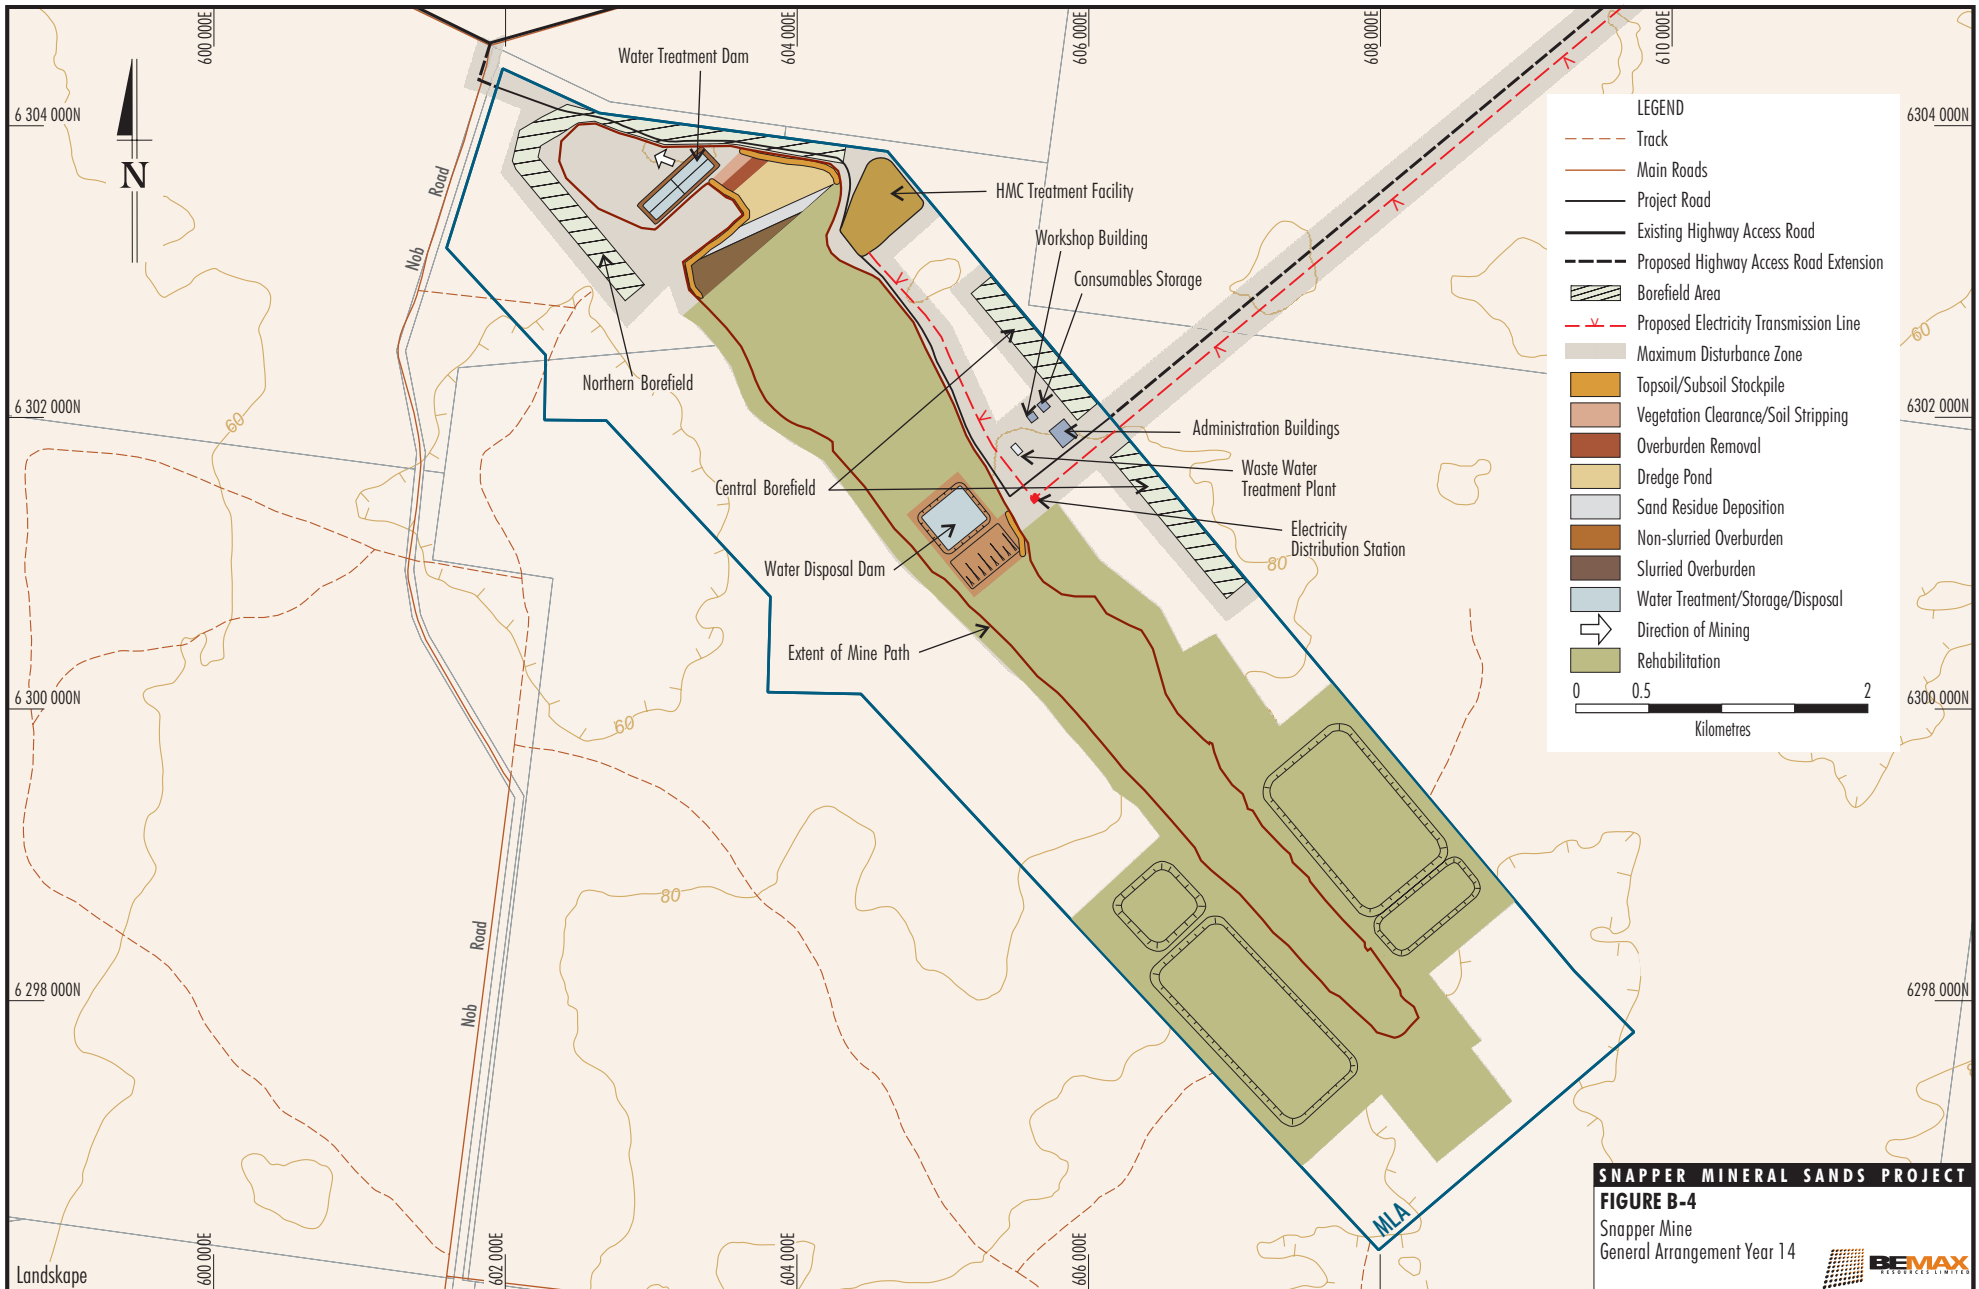 600 000E
604 000E
606 000E
608 000E
610 000E
Water Treatment Dam
6 304 000N
6304 000N
N
Road
Nob
HMC Treatment Facility
Workshop Building
Consumables Storage
Northern Borefield
6 302 000N
6302 000N
60
60
Administration Buildings
Central Borefield
Waste Water
Treatment Plant
Electricity
Distribution Station
80
Water Disposal Dam
Extent of Mine Path
6 300 000N
6300 000N
60
80
Road
Nob
6 298 000N
6298 000N
MLA
LEGEND
Track
Main Roads
Project Road
Existing Highway Access Road
Proposed Highway Access Road Extension
Borefield Area
Proposed Electricity Transmission Line
Maximum Disturbance Zone
Topsoil/Subsoil Stockpile
Vegetation Clearance/Soil Stripping
Overburden Removal
Dredge Pond
Sand Residue Deposition
Non-slurried Overburden
Slurried Overburden
Water Treatment/Storage/Disposal
Direction of Mining
Rehabilitation
0 0.5 2
Kilometres
600 000E
602 000E
604 000E
606 000E
Landskape
SNAPPER MINERAL SANDS PROJECT
FIGURE B-4
Snapper Mine
General Arrangement Year 14
BEMAX
RESOURCES LIMITED